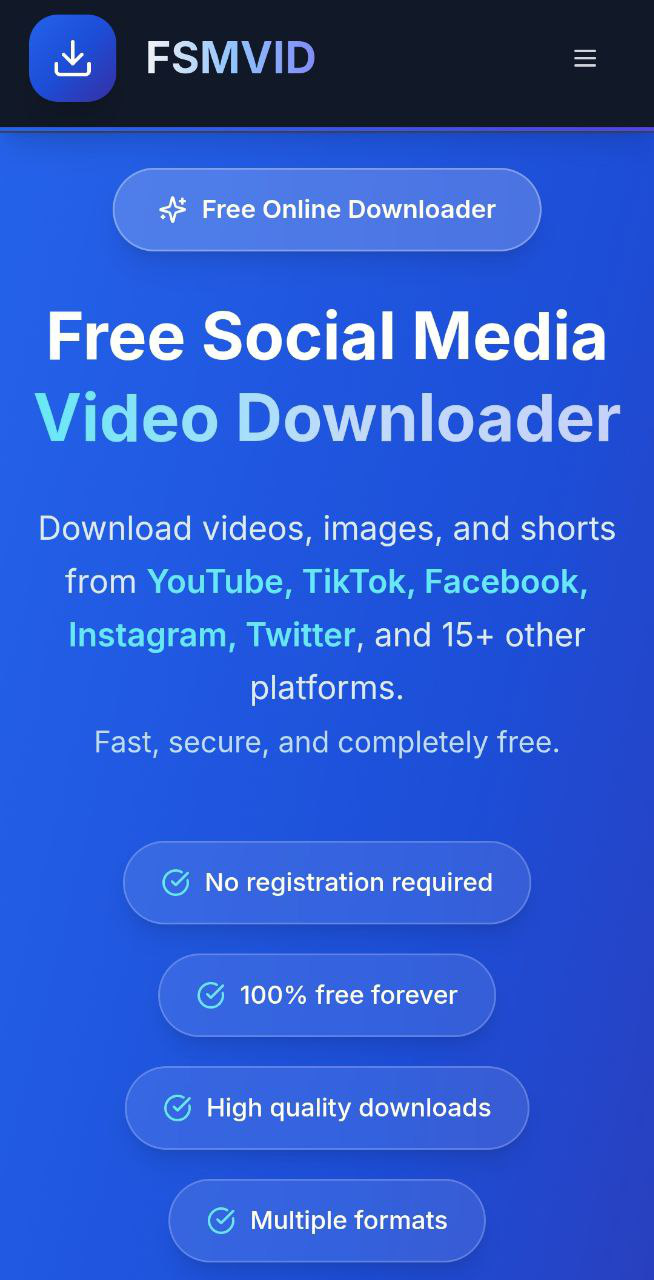 FSMVID
Free Online Downloader
Free Social Media
Video Downloader
Download videos, images, and shorts
from YouTube, TikTok, Facebook,
Instagram, Twitter, and 15+ other
platforms.
Fast, secure, and completely free.
No registration required
100% free forever
High quality downloads
Multiple formats